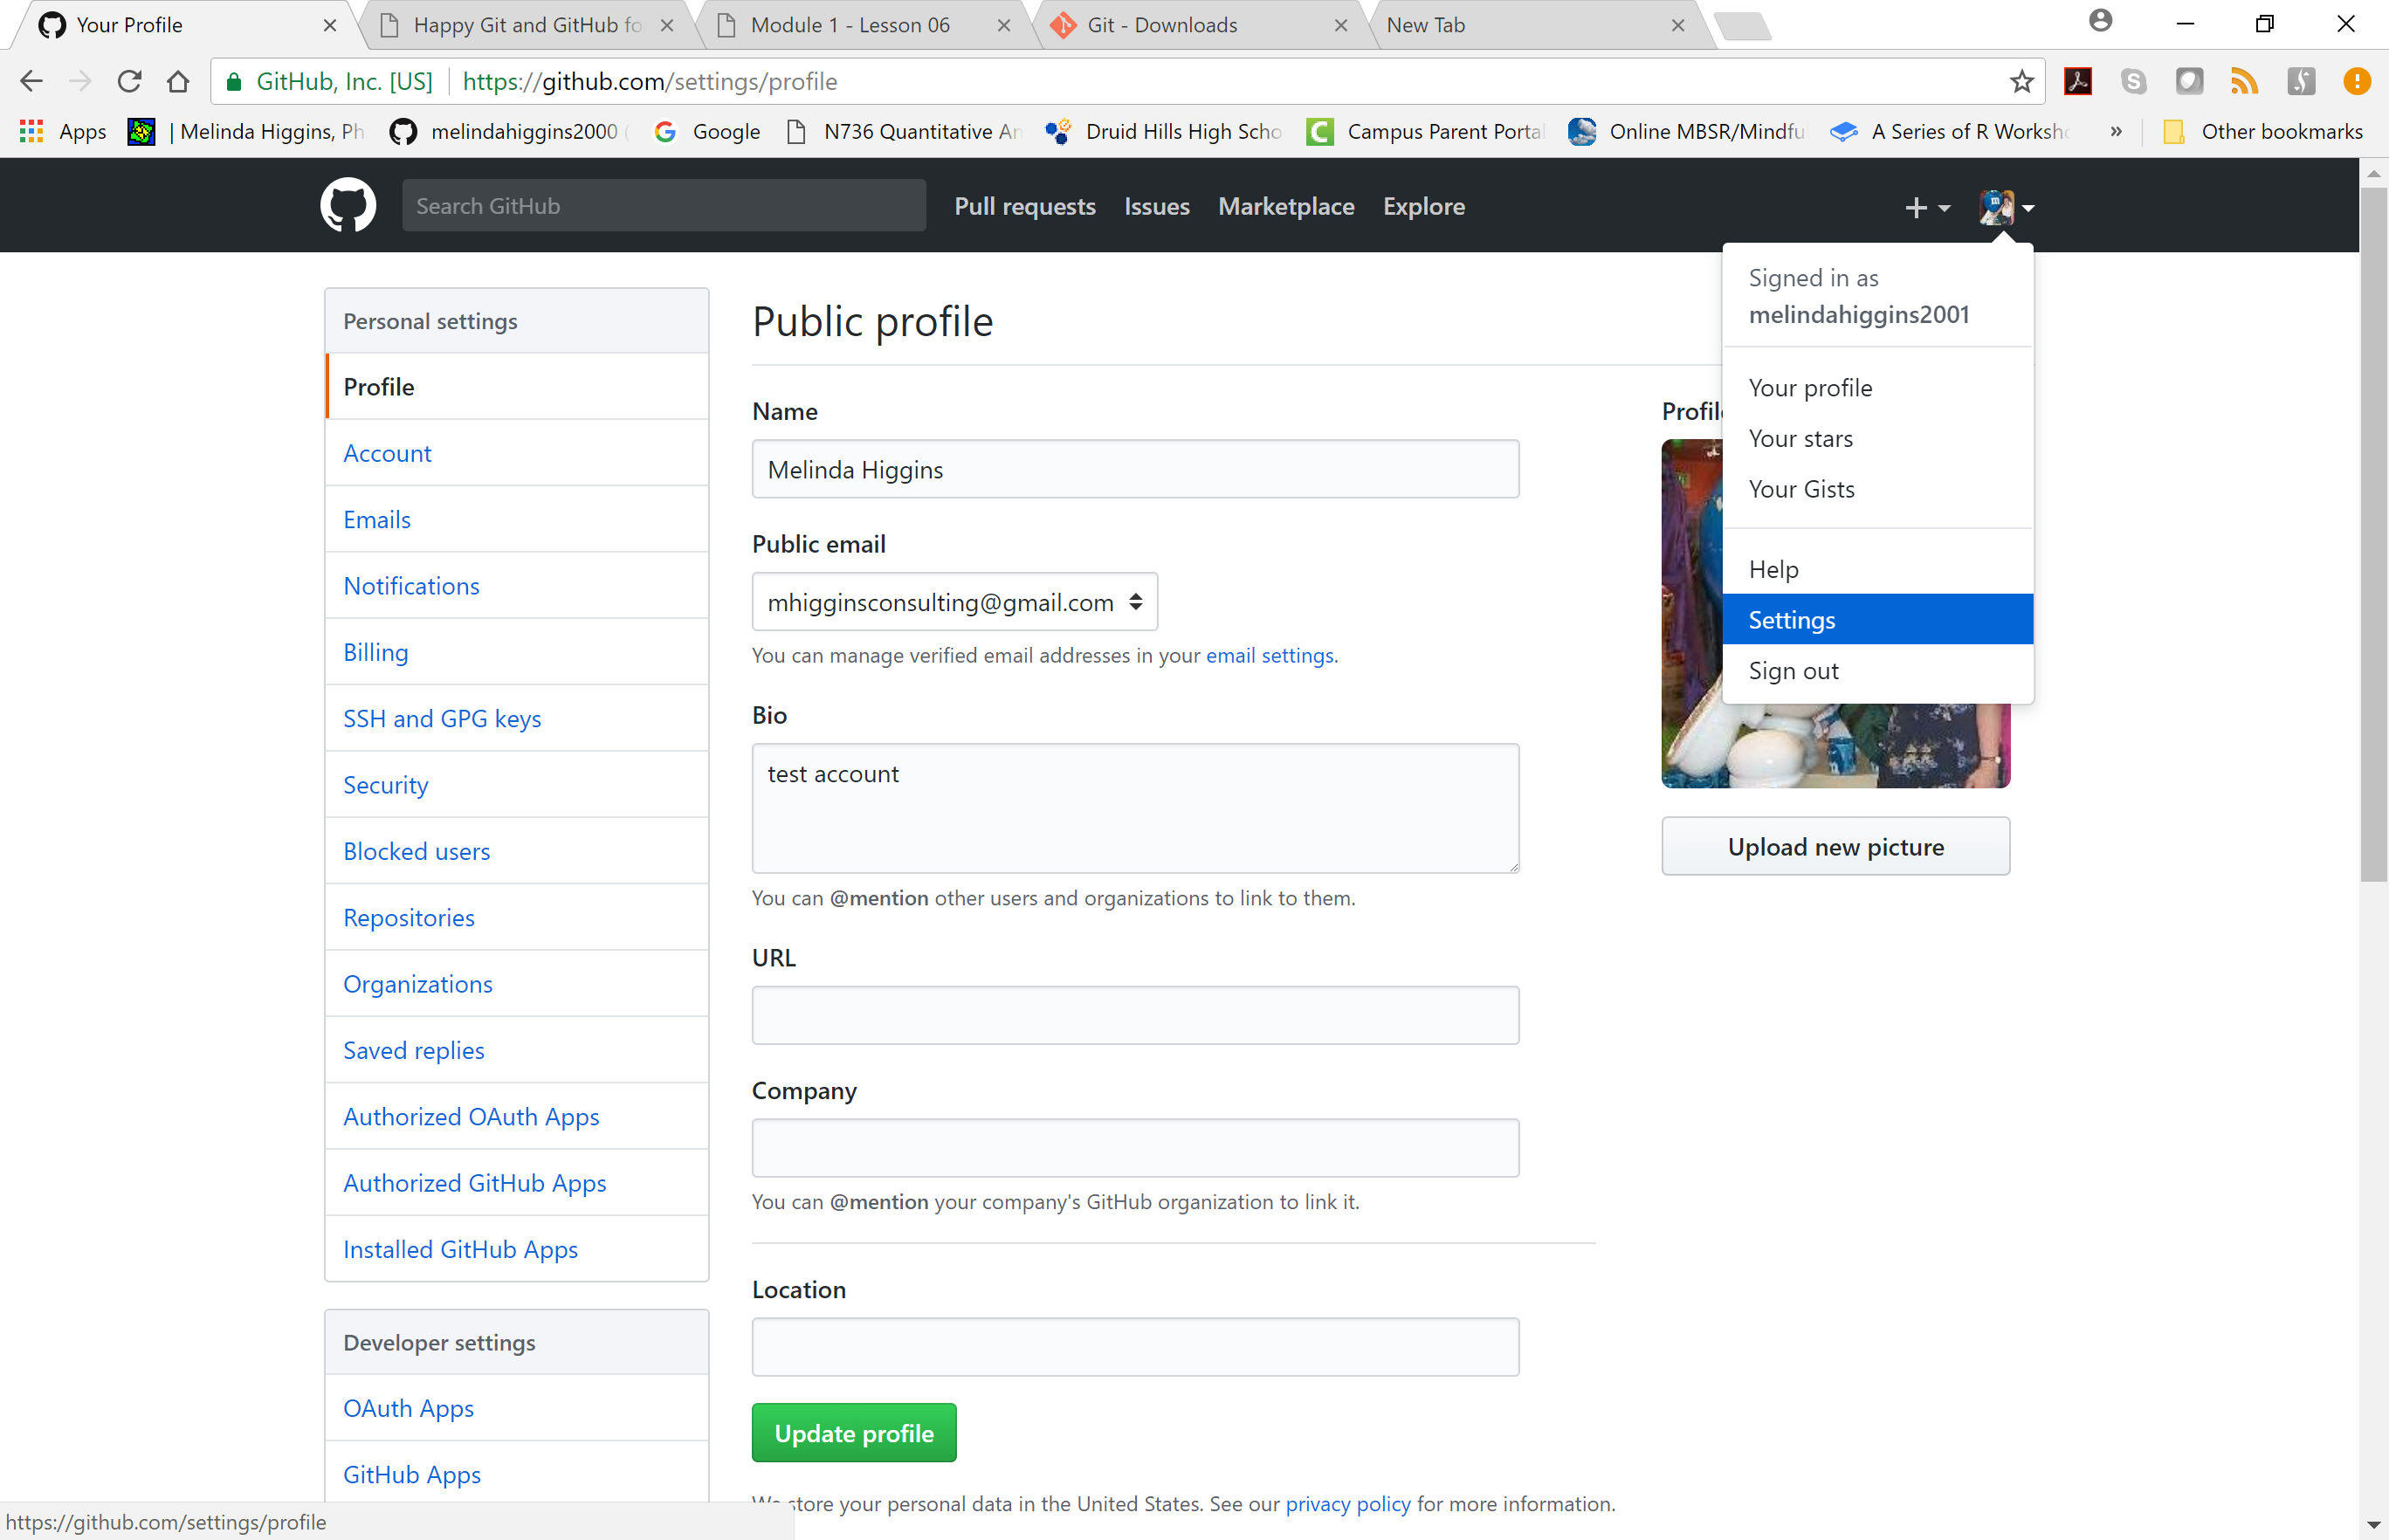 Your Profile
Happy Git and GitHub fo
Module 1 - Lesson 06
Git - Downloads
New Tab
GitHub, Inc. [US]
https://github.com/settings/profile
Apps
| Melinda Higgins, Ph
melindahiggins2000 (
Google
N736 Quantitative An
Druid Hills High Scho
Campus Parent Portal
Online MBSR/Mindfu
A Series of R Worksho
»
Other bookmarks
Search GitHub
Pull requests
Issues
Marketplace
Explore
Signed in as
melindahiggins2001
Your profile
Your stars
Your Gists
Help
Settings
Sign out
Personal settings
Profile
Account
Emails
Notifications
Billing
SSH and GPG keys
Security
Blocked users
Repositories
Organizations
Saved replies
Authorized OAuth Apps
Authorized GitHub Apps
Installed GitHub Apps
Developer settings
OAuth Apps
GitHub Apps
Public profile
Name
Melinda Higgins
Public email
mhigginsconsulting@gmail.com
You can manage verified email addresses in your email settings.
Bio
test account
You can @mention other users and organizations to link to them.
URL
Company
You can @mention your company's GitHub organization to link it.
Location
Update profile
We store your personal data in the United States. See our privacy policy for more information.
Profil
Upload new picture
https://github.com/settings/profile